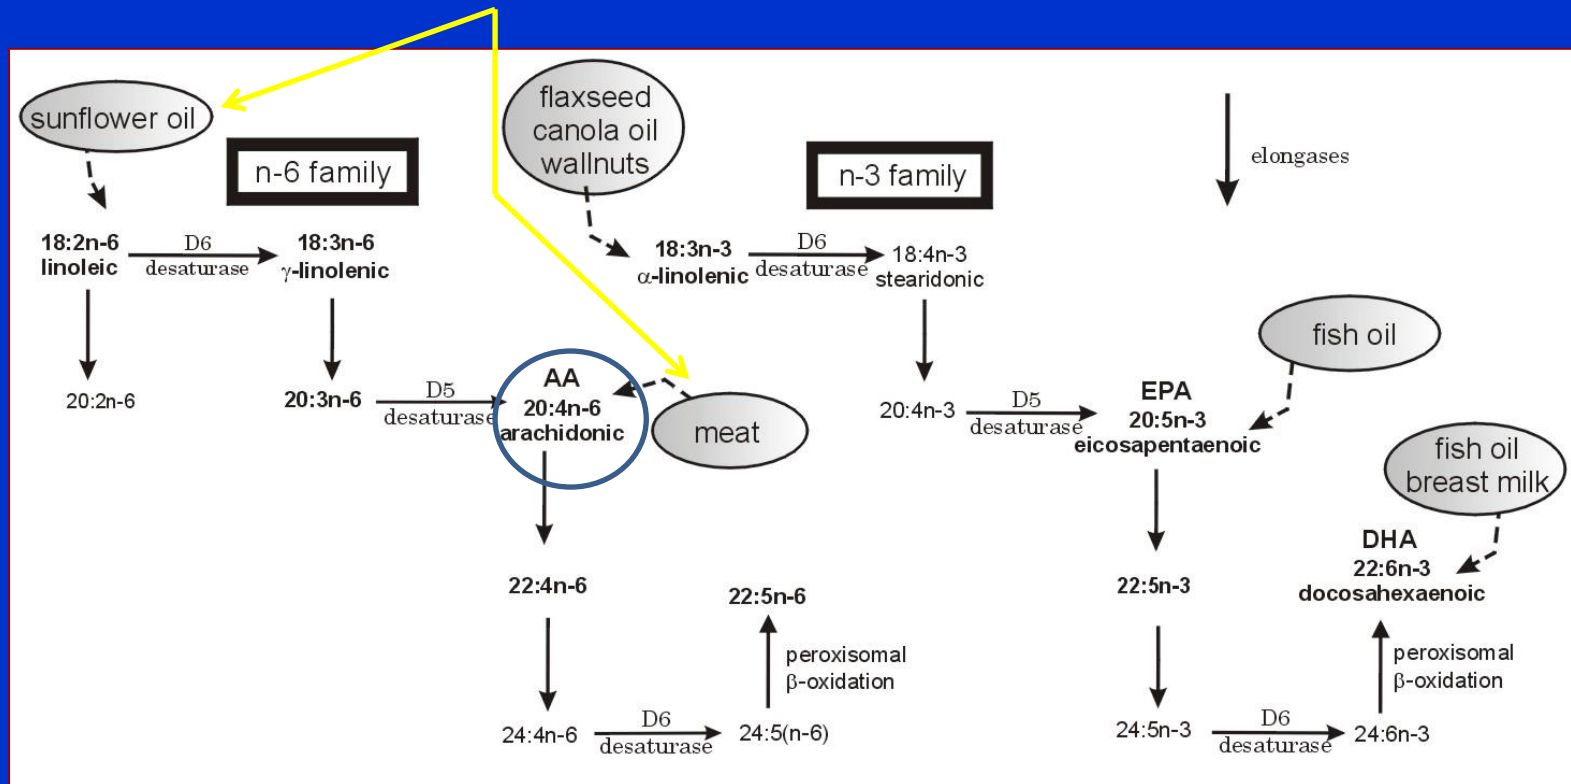 sunflower oil
n-6 family
18:2n-6
linoleic
D6
desaturase
18:3n-6
γ-linolenic
20:2n-6
20:3n-6
D5
desaturase
AA
20:4n-6
arachidonic
meat
22:4n-6
22:5n-6
peroxisomal
β-oxidation
24:4n-6
D6
desaturase
24:5(n-6)
flaxseed
canola oil
wallnuts
n-3 family
elongases
18:3n-3
α-linolenic
D6
desaturase
18:4n-3
stearidonic
20:4n-3
D5
desaturase
EPA
20:5n-3
eicosapentaenoic
fish oil
fish oil
breast milk
DHA
22:6n-3
docosahexaenoic
22:5n-3
peroxisomal
β-oxidation
24:5n-3
D6
desaturase
24:6n-3